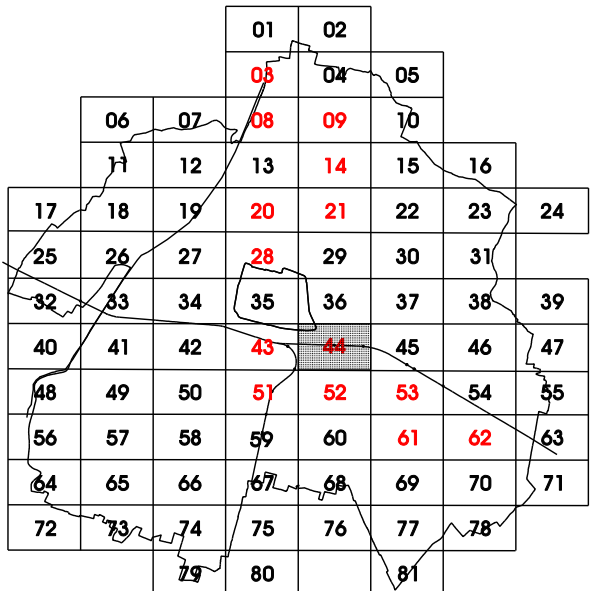 01 02
03 04 05
06 07 08 09 10
11 12 13 14 15 16
17 18 19 20 21 22 23 24
25 26 27 28 29 30 31
32 33 34 35 36 37 38 39
40 41 42 43 44 45 46 47
48 49 50 51 52 53 54 55
56 57 58 59 60 61 62 63
64 65 66 67 68 69 70 71
72 73 74 75 76 77 78
79 80 81